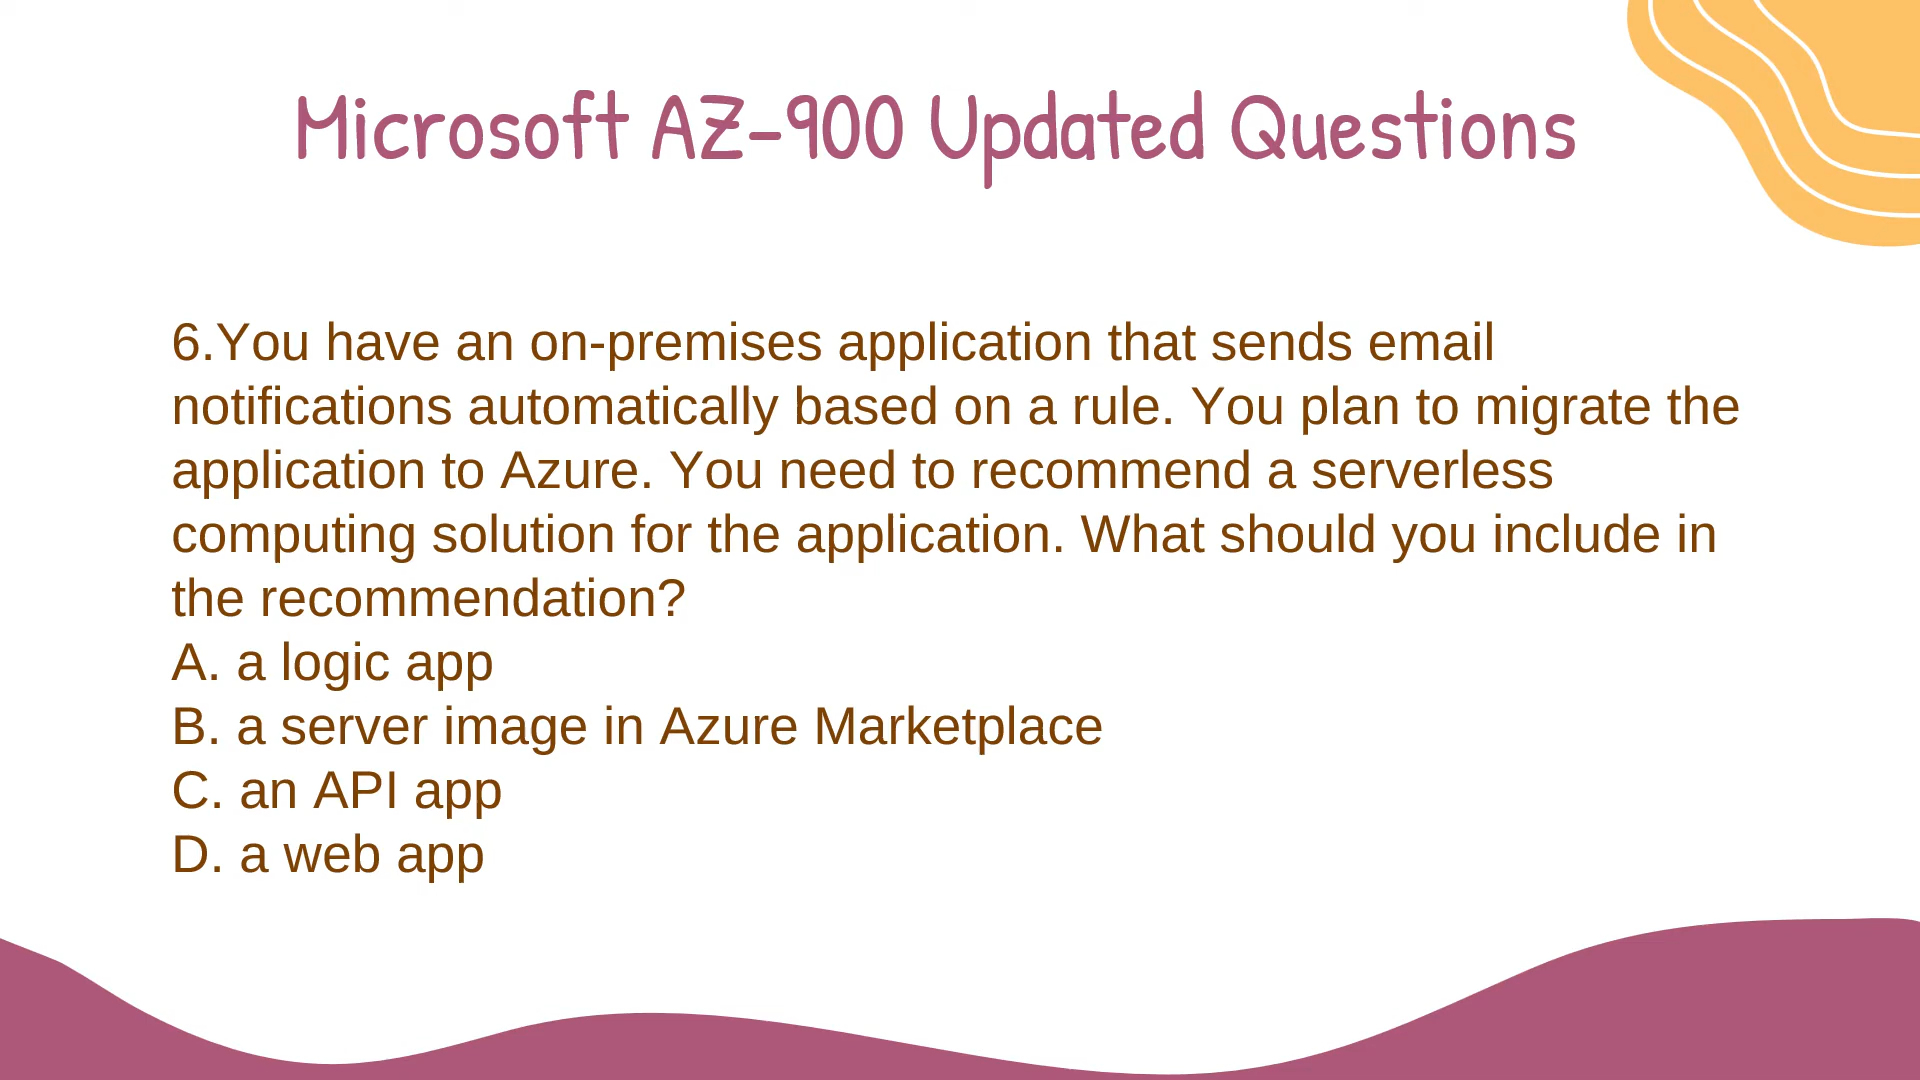 Microsoft AZ-900 Updated Questions
6.You have an on-premises application that sends email
notifications automatically based on a rule. You plan to migrate the
application to Azure. You need to recommend a serverless
computing solution for the application. What should you include in
the recommendation?
A. a logic app
B. a server image in Azure Marketplace
C. an API app
D. a web app